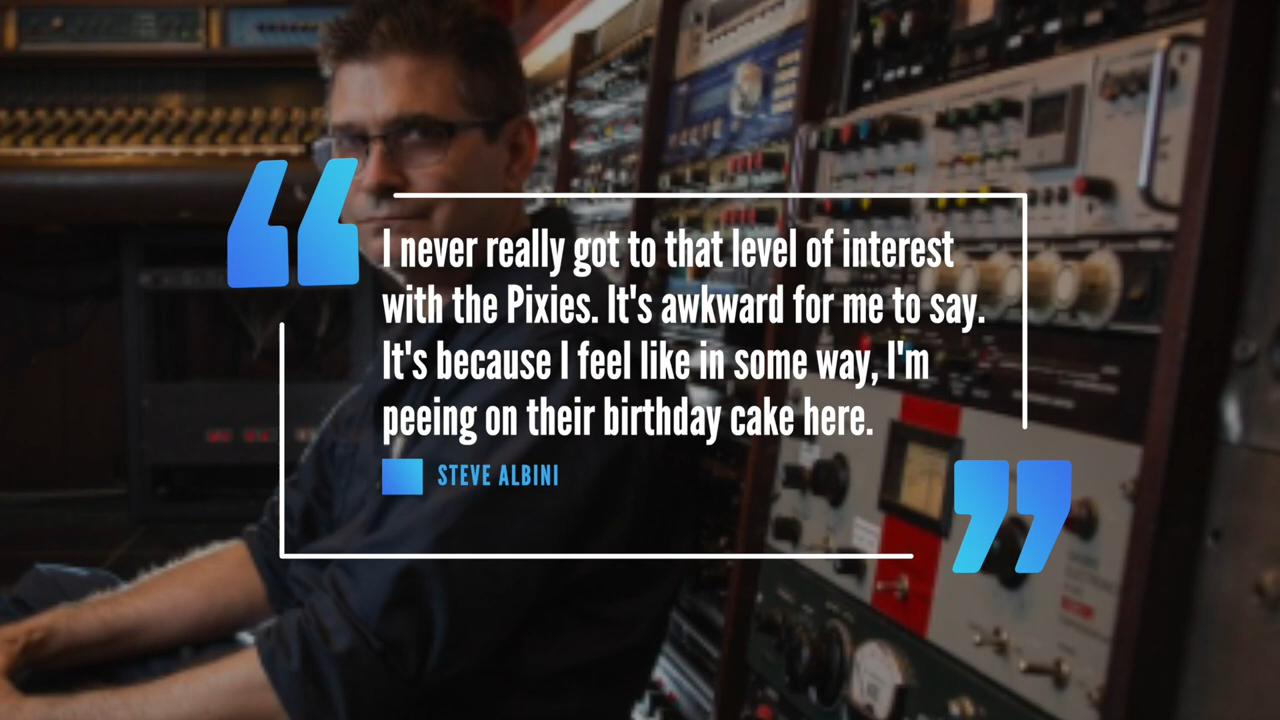 I never really got to that level of interest
with the Pixies. It's awkward for me to say.
It's because I feel like in some way, I'm
peeing on their birthday cake here.
STEVE ALBINI